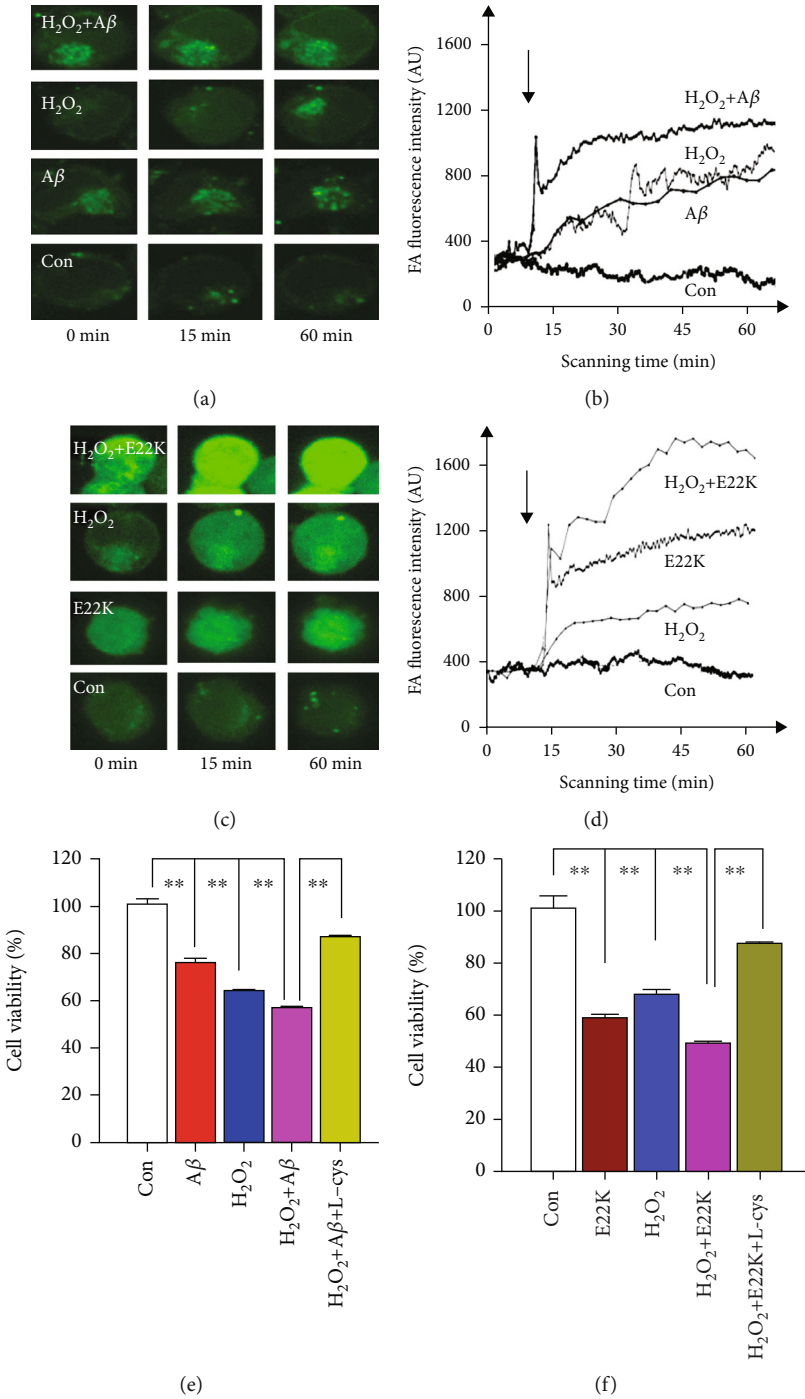 H₂O₂+Aβ
H₂O₂
Aβ
Con
0 min 15 min 60 min
(a)
FA fluorescence intensity (AU)
1600
1200
800
400
0
H₂O₂+Aβ
H₂O₂
Aβ
Con
0 15 30 45 60
Scanning time (min)
(b)
H₂O₂+E22K
H₂O₂
E22K
Con
0 min 15 min 60 min
(c)
FA fluorescence intensity (AU)
1600
1200
800
400
0
H₂O₂+E22K
E22K
H₂O₂
Con
0 15 30 45 60
Scanning time (min)
(d)
Cell viability (%)
120
100
80
60
40
20
0
** ** ** **
Con
Aβ
H₂O₂
H₂O₂+Aβ
H₂O₂+Aβ+L–cys
(e)
Cell viability (%)
120
100
80
60
40
20
0
** ** ** **
Con
E22K
H₂O₂
H₂O₂+E22K
H₂O₂+E22K+L-cys
(f)